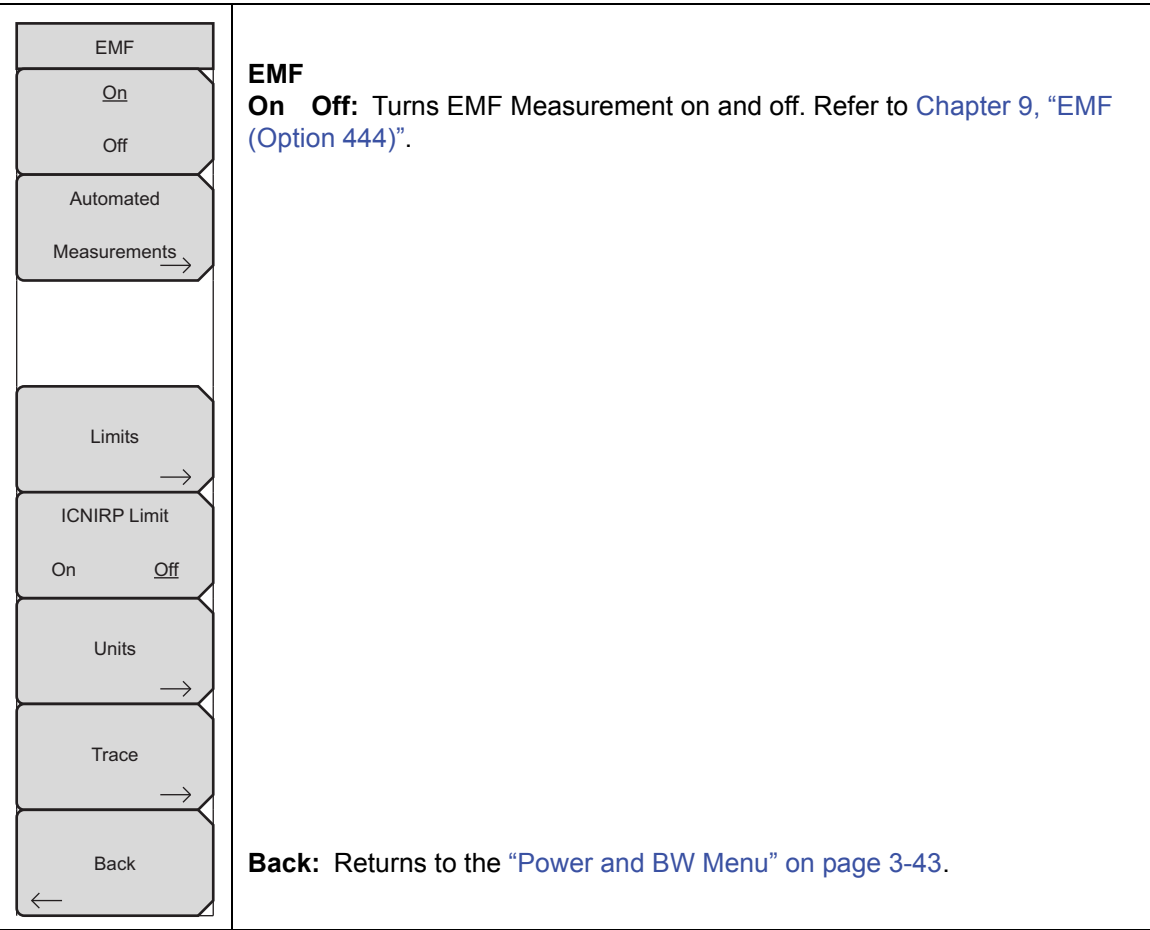 EMF
On
Off
Automated
Measurements
Limits
ICNIRP Limit
On Off
Units
Trace
Back
EMF
On Off: Turns EMF Measurement on and off. Refer to Chapter 9, “EMF
(Option 444)”.
Back: Returns to the “Power and BW Menu” on page 3-43.